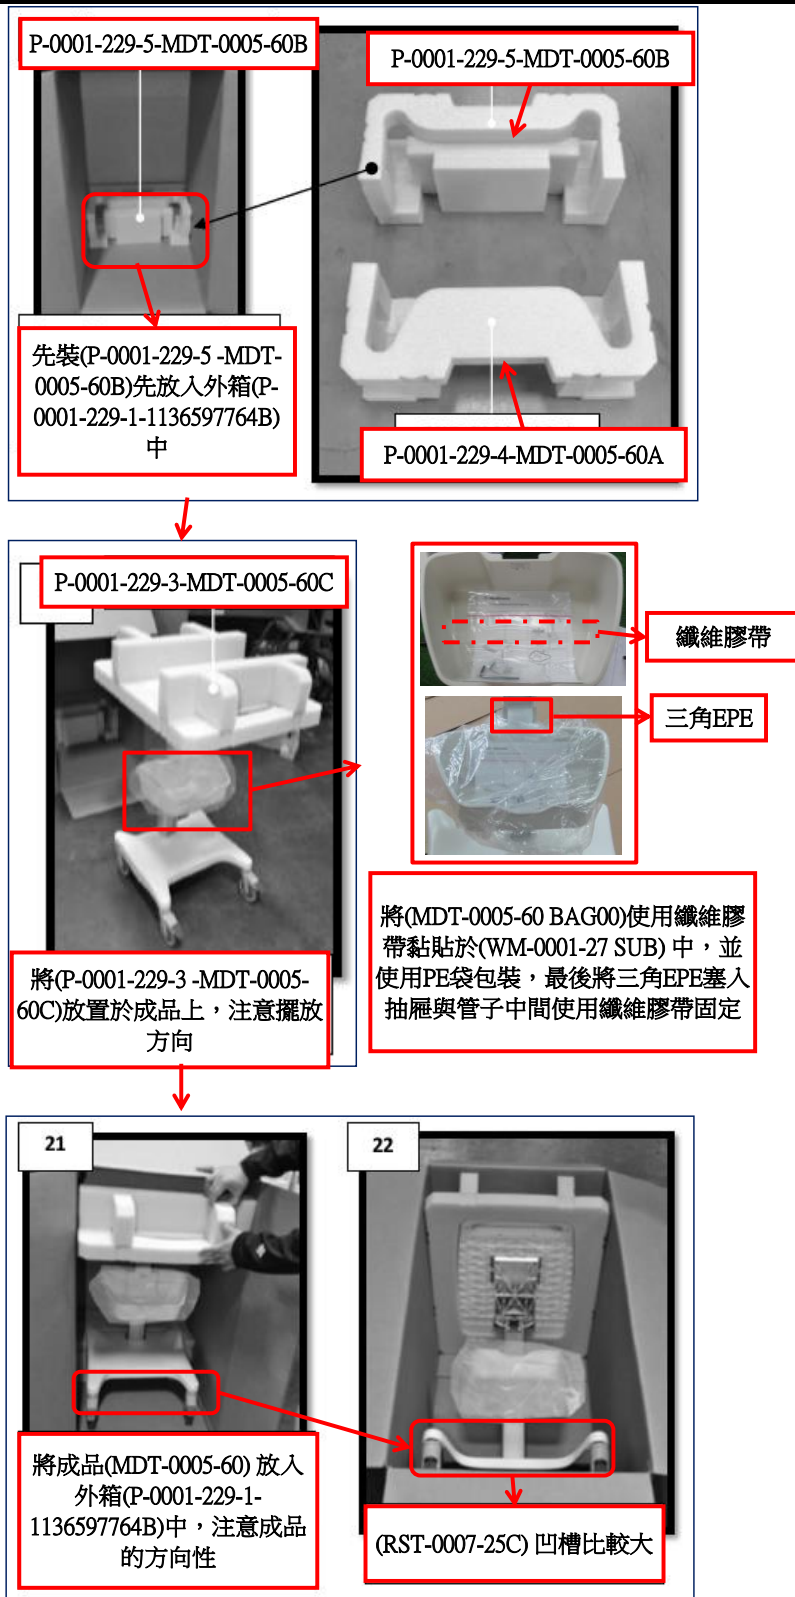 P-0001-229-5-MDT-0005-60B
P-0001-229-5-MDT-0005-60B
先裝(P-0001-229-5 -MDT-
0005-60B)先放入外箱(P-
0001-229-1-1136597764B)
中
P-0001-229-4-MDT-0005-60A
P-0001-229-3-MDT-0005-60C
纖維膠帶
三角EPE
將(P-0001-229-3 -MDT-0005-
60C)放置於成品上，注意擺放
方向
將(MDT-0005-60 BAG00)使用纖維膠
帶黏貼於(WM-0001-27 SUB) 中，並
使用PE袋包裝，最後將三角EPE塞入
抽屜與管子中間使用纖維膠帶固定
21
22
將成品(MDT-0005-60) 放入
外箱(P-0001-229-1-
1136597764B)中，注意成品
的方向性
(RST-0007-25C) 凹槽比較大